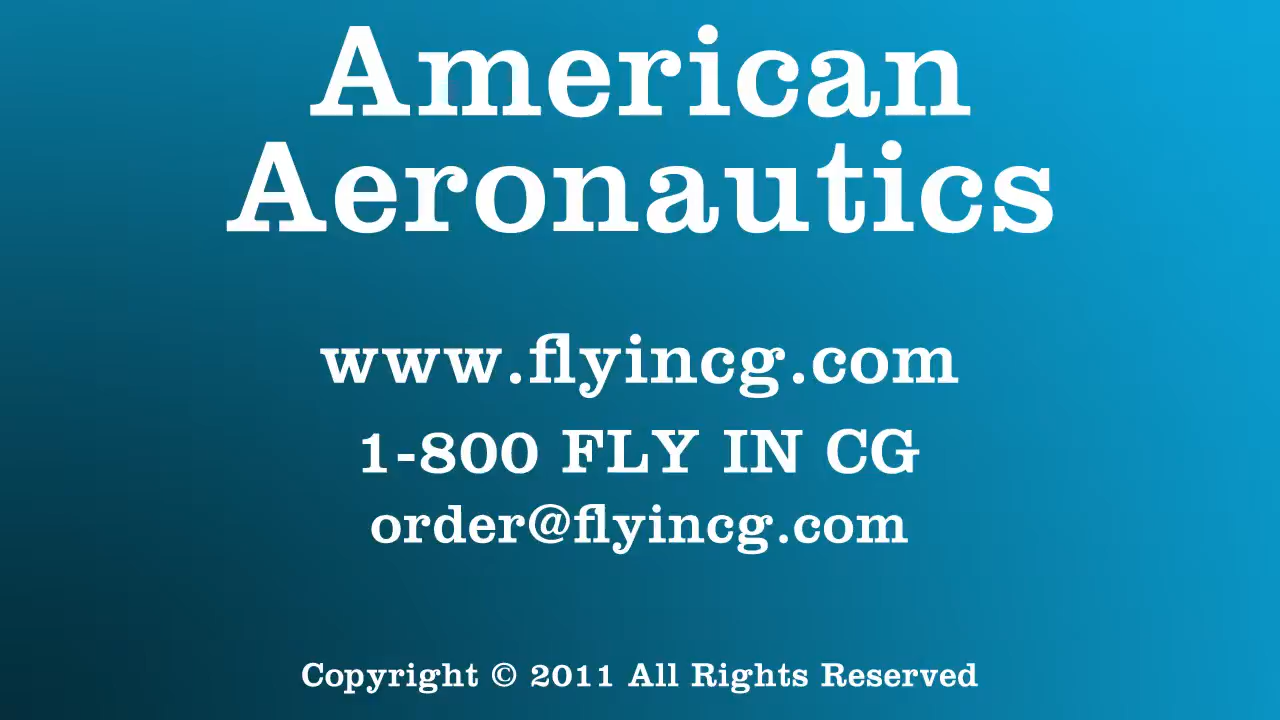 American
Aeronautics
www.flyincg.com
1-800 FLY IN CG
order@flyincg.com
Copyright © 2011 All Rights Reserved